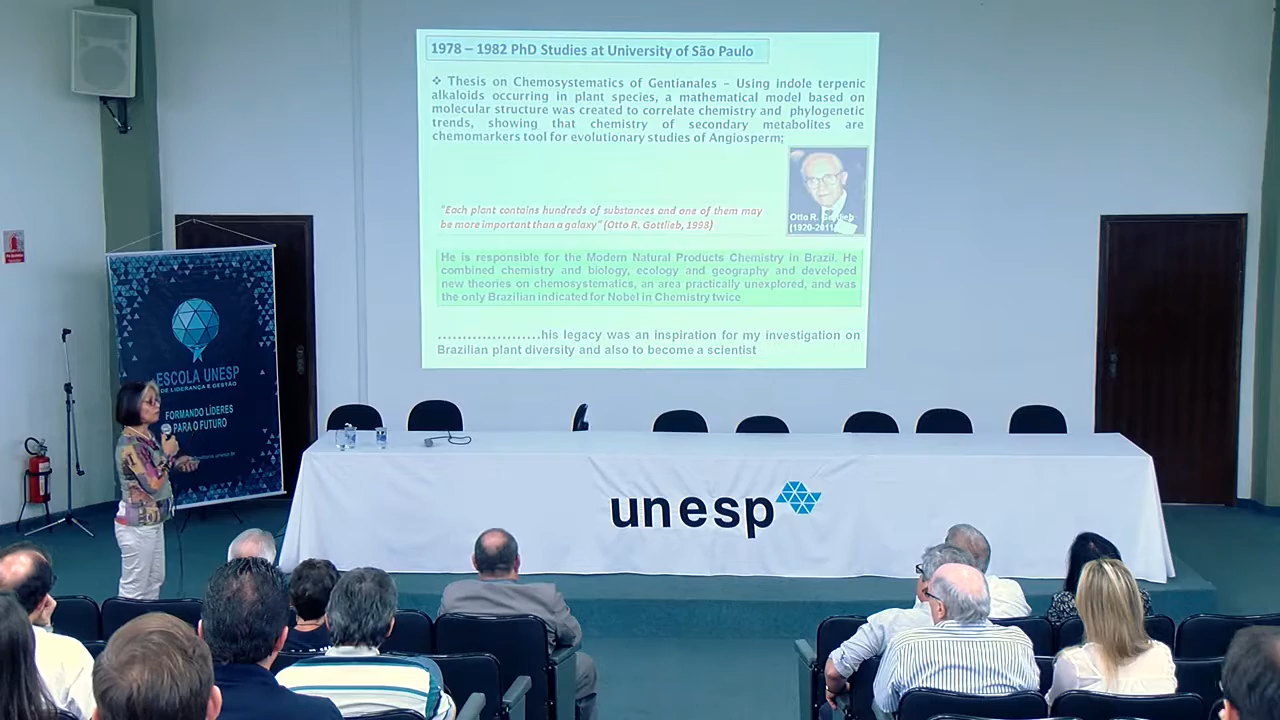 1978 – 1982 PhD Studies at University of São Paulo
❖ Thesis on Chemosystematics of Gentianales – Using indole terpenic
alkaloids occurring in plant species, a mathematical model based on
molecular structure was created to correlate chemistry and phylogenetic
trends, showing that chemistry of secondary metabolites are
chemomarkers tool for evolutionary studies of Angiosperm;
Otto R. Gottlieb
(1920-2011)
"Each plant contains hundreds of substances and one of them may
be more important than a galaxy" (Otto R. Gottlieb, 1998)
He is responsible for the Modern Natural Products Chemistry in Brazil. He
combined chemistry and biology, ecology and geography and developed
new theories on chemosystematics, an area practically unexplored, and was
the only Brazilian indicated for Nobel in Chemistry twice
.....................his legacy was an inspiration for my investigation on
Brazilian plant diversity and also to become a scientist
ESCOLA UNESP
DE LIDERANÇA E GESTÃO
FORMANDO LÍDERES
PARA O FUTURO
unesp